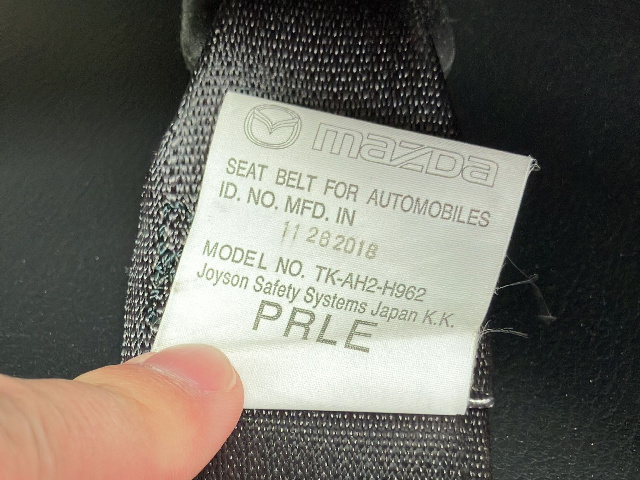 mazda
SEAT BELT FOR AUTOMOBILES
ID. NO. MFD. IN
11 28 2018
MODEL NO. TK-AH2-H962
Joyson Safety Systems Japan K.K.
PRLE